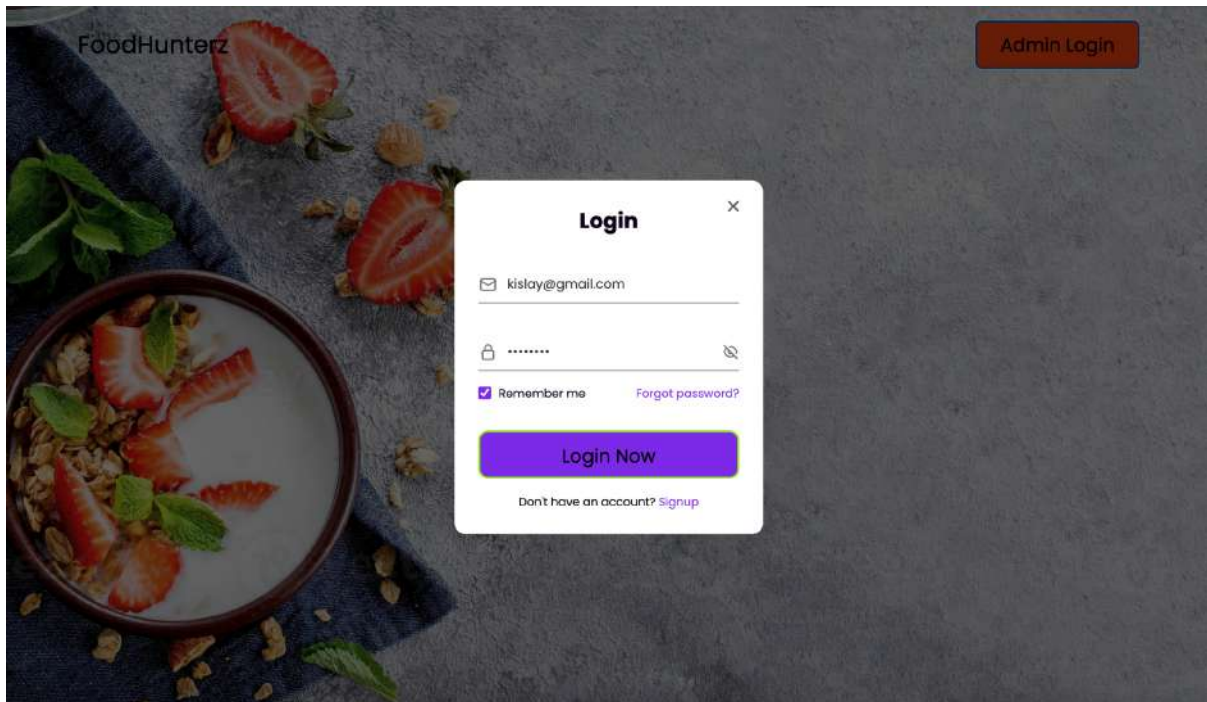 FoodHunterz
Admin Login
Login
kislay@gmail.com
••••••••
Remember me
Forgot password?
Login Now
Don't have an account? Signup